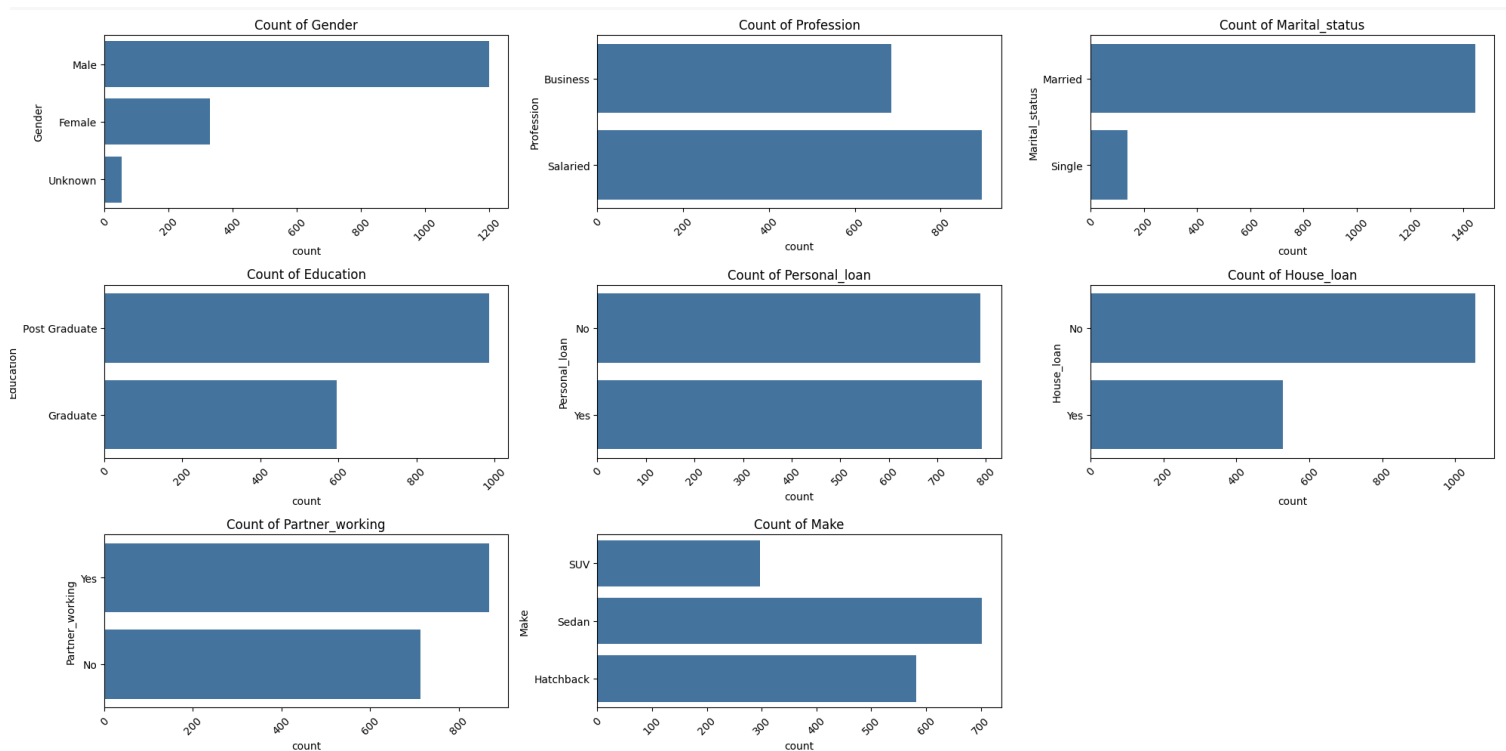 Count of Gender
Gender
Male
Female
Unknown
0
200
400
600
800
1000
1200
count
Count of Profession
Profession
Business
Salaried
0
200
400
600
800
count
Count of Marital_status
Marital_status
Married
Single
0
200
400
600
800
1000
1200
1400
count
Count of Education
Education
Post Graduate
Graduate
0
200
400
600
800
1000
count
Count of Personal_loan
Personal_loan
No
Yes
0
100
200
300
400
500
600
700
800
count
Count of House_loan
House_loan
No
Yes
0
200
400
600
800
1000
count
Count of Partner_working
Partner_working
Yes
No
0
200
400
600
800
count
Count of Make
Make
SUV
Sedan
Hatchback
0
100
200
300
400
500
600
700
count